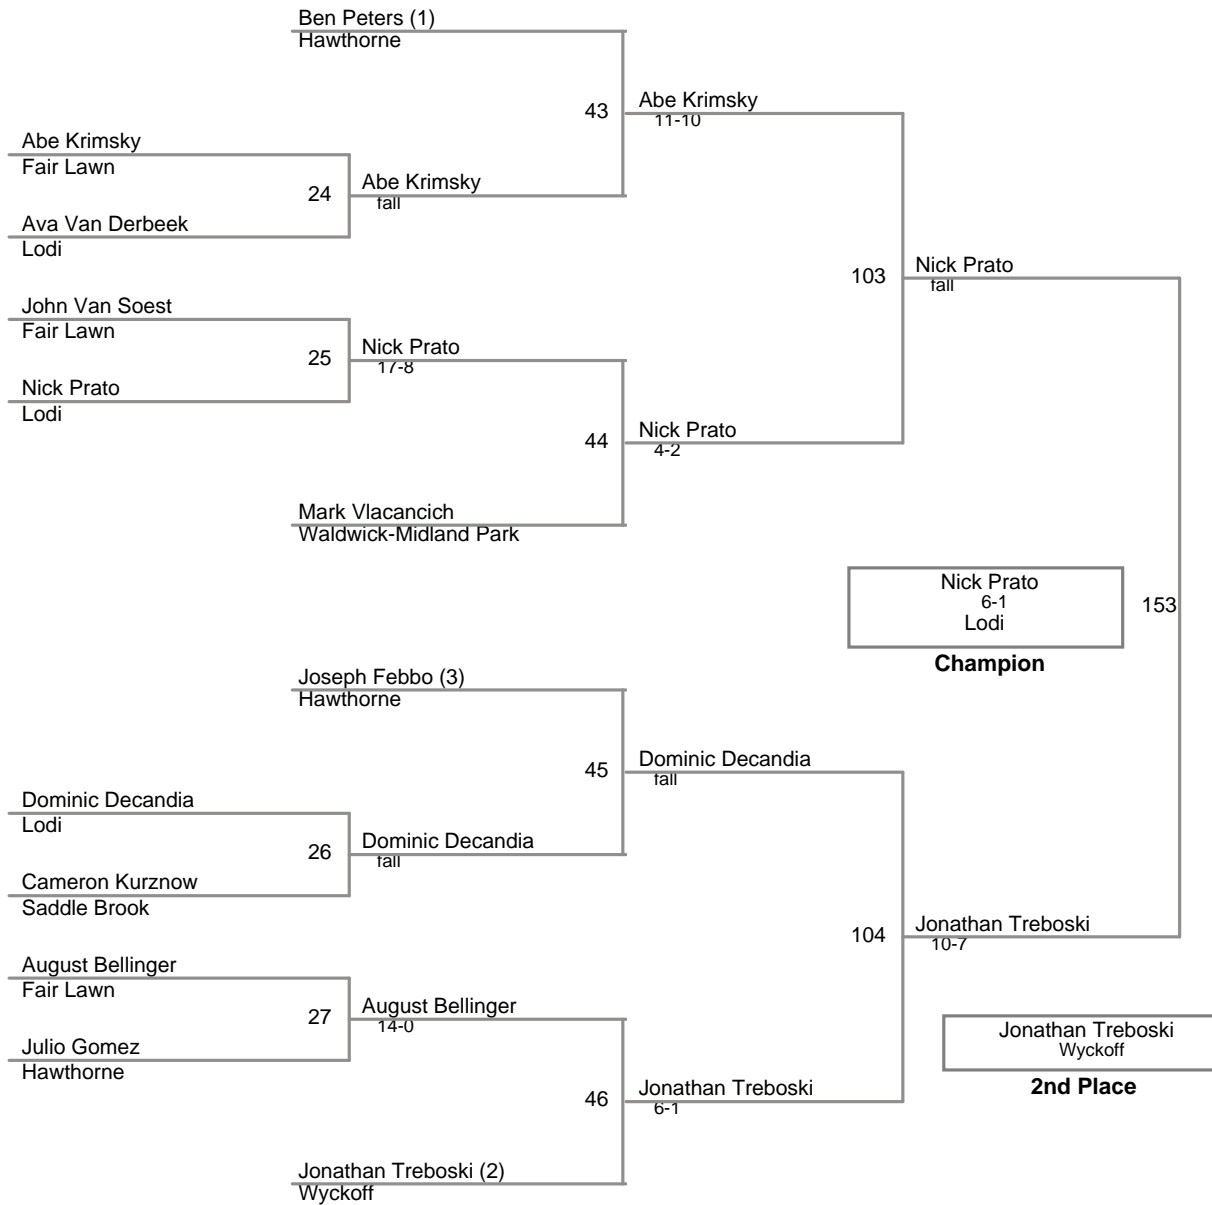 Ben Peters (1)
Hawthorne
43
Abe Krimsky
11-10
Abe Krimsky
Fair Lawn
24
Abe Krimsky
fall
Ava Van Derbeek
Lodi
103
Nick Prato
fall
John Van Soest
Fair Lawn
25
Nick Prato
17-8
Nick Prato
Lodi
44
Nick Prato
4-2
Mark Vlacancich
Waldwick-Midland Park
Nick Prato
6-1
Lodi
Champion
153
Joseph Febbo (3)
Hawthorne
45
Dominic Decandia
fall
Dominic Decandia
Lodi
26
Dominic Decandia
fall
Cameron Kurznow
Saddle Brook
104
Jonathan Treboski
10-7
August Bellinger
Fair Lawn
27
August Bellinger
14-0
Julio Gomez
Hawthorne
Jonathan Treboski
Wyckoff
2nd Place
46
Jonathan Treboski
6-1
Jonathan Treboski (2)
Wyckoff